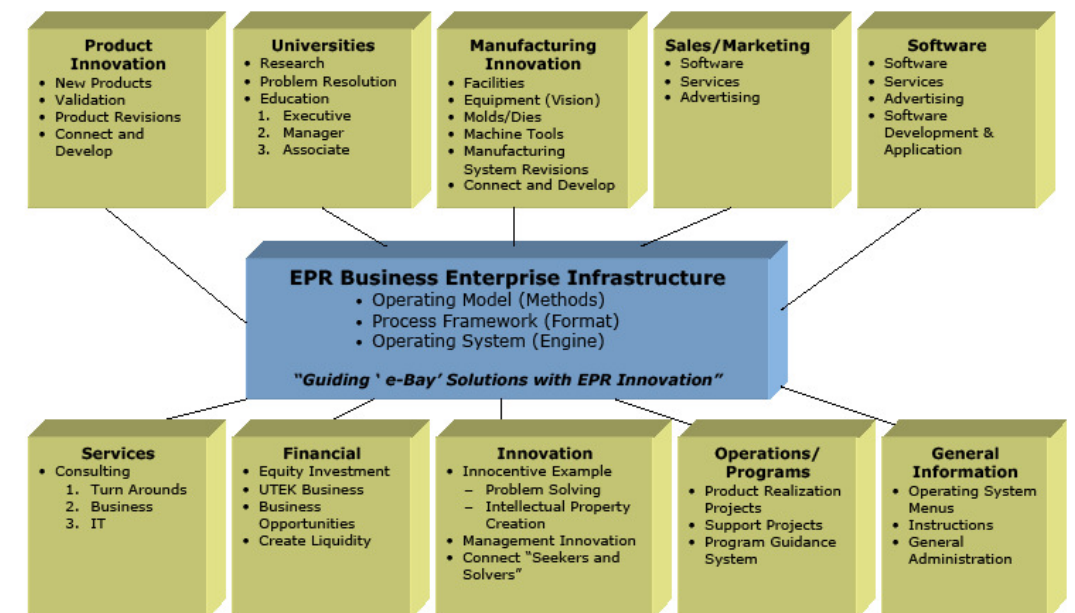 Product
Innovation
• New Products
• Validation
• Product Revisions
• Connect and
Develop
Universities
• Research
• Problem Resolution
• Education
1. Executive
2. Manager
3. Associate
Manufacturing
Innovation
• Facilities
• Equipment (Vision)
• Molds/Dies
• Machine Tools
• Manufacturing
System Revisions
• Connect and Develop
Sales/Marketing
• Software
• Services
• Advertising
Software
• Software
• Services
• Advertising
• Software
Development &
Application
EPR Business Enterprise Infrastructure
• Operating Model (Methods)
• Process Framework (Format)
• Operating System (Engine)
“Guiding ‘ e-Bay’ Solutions with EPR Innovation”
Services
• Consulting
1. Turn Arounds
2. Business
3. IT
Financial
• Equity Investment
• UTEK Business
• Business
Opportunities
• Create Liquidity
Innovation
• Innocentive Example
– Problem Solving
– Intellectual Property
Creation
• Management Innovation
• Connect “Seekers and
Solvers”
Operations/
Programs
• Product Realization
Projects
• Support Projects
• Program Guidance
System
General
Information
• Operating System
Menus
• Instructions
• General
Administration